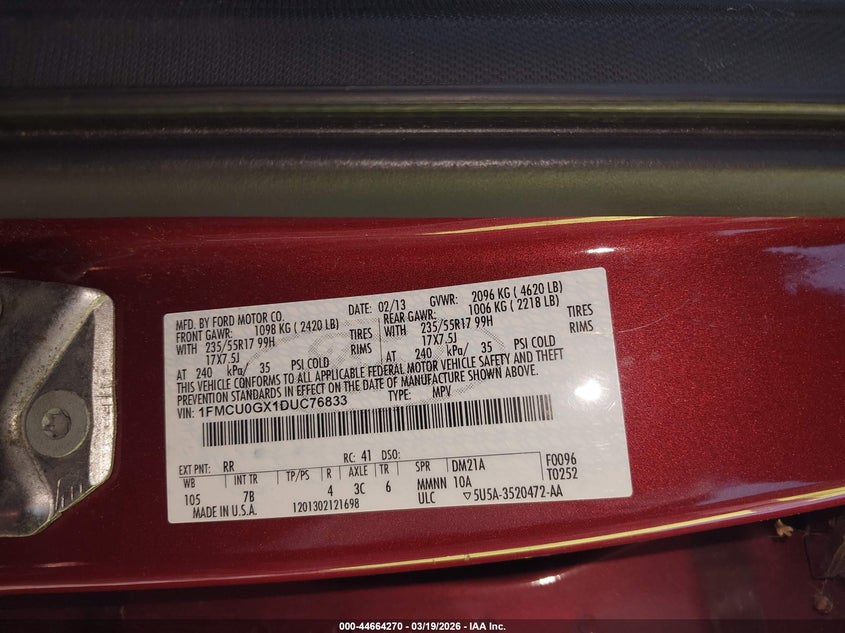 MFD. BY FORD MOTOR CO.
DATE: 02/13 GVWR: 2096 KG ( 4620 LB)
FRONT GAWR: 1098 KG ( 2420 LB) REAR GAWR: 1006 KG ( 2218 LB)
WITH 235/55R17 99H TIRES WITH 235/55R17 99H TIRES
17X7.5J RIMS 17X7.5J RIMS
AT 240 kPa/ 35 PSI COLD AT 240 kPa/ 35 PSI COLD
THIS VEHICLE CONFORMS TO ALL APPLICABLE FEDERAL MOTOR VEHICLE SAFETY AND THEFT
PREVENTION STANDARDS IN EFFECT ON THE DATE OF MANUFACTURE SHOWN ABOVE.
VIN: 1FMCU0GX1DUC76833 TYPE: MPV
F0096
T0252
EXT PNT: RR RC: 41 DSO:
WB INT TR TP/PS R AXLE TR SPR DM21A
105 7B 4 3C 6 MMNN 10A
MADE IN U.S.A. 1201302121698 ULC ▽5U5A-3520472-AA
000-44664270 - 03/19/2026 - IAA Inc.